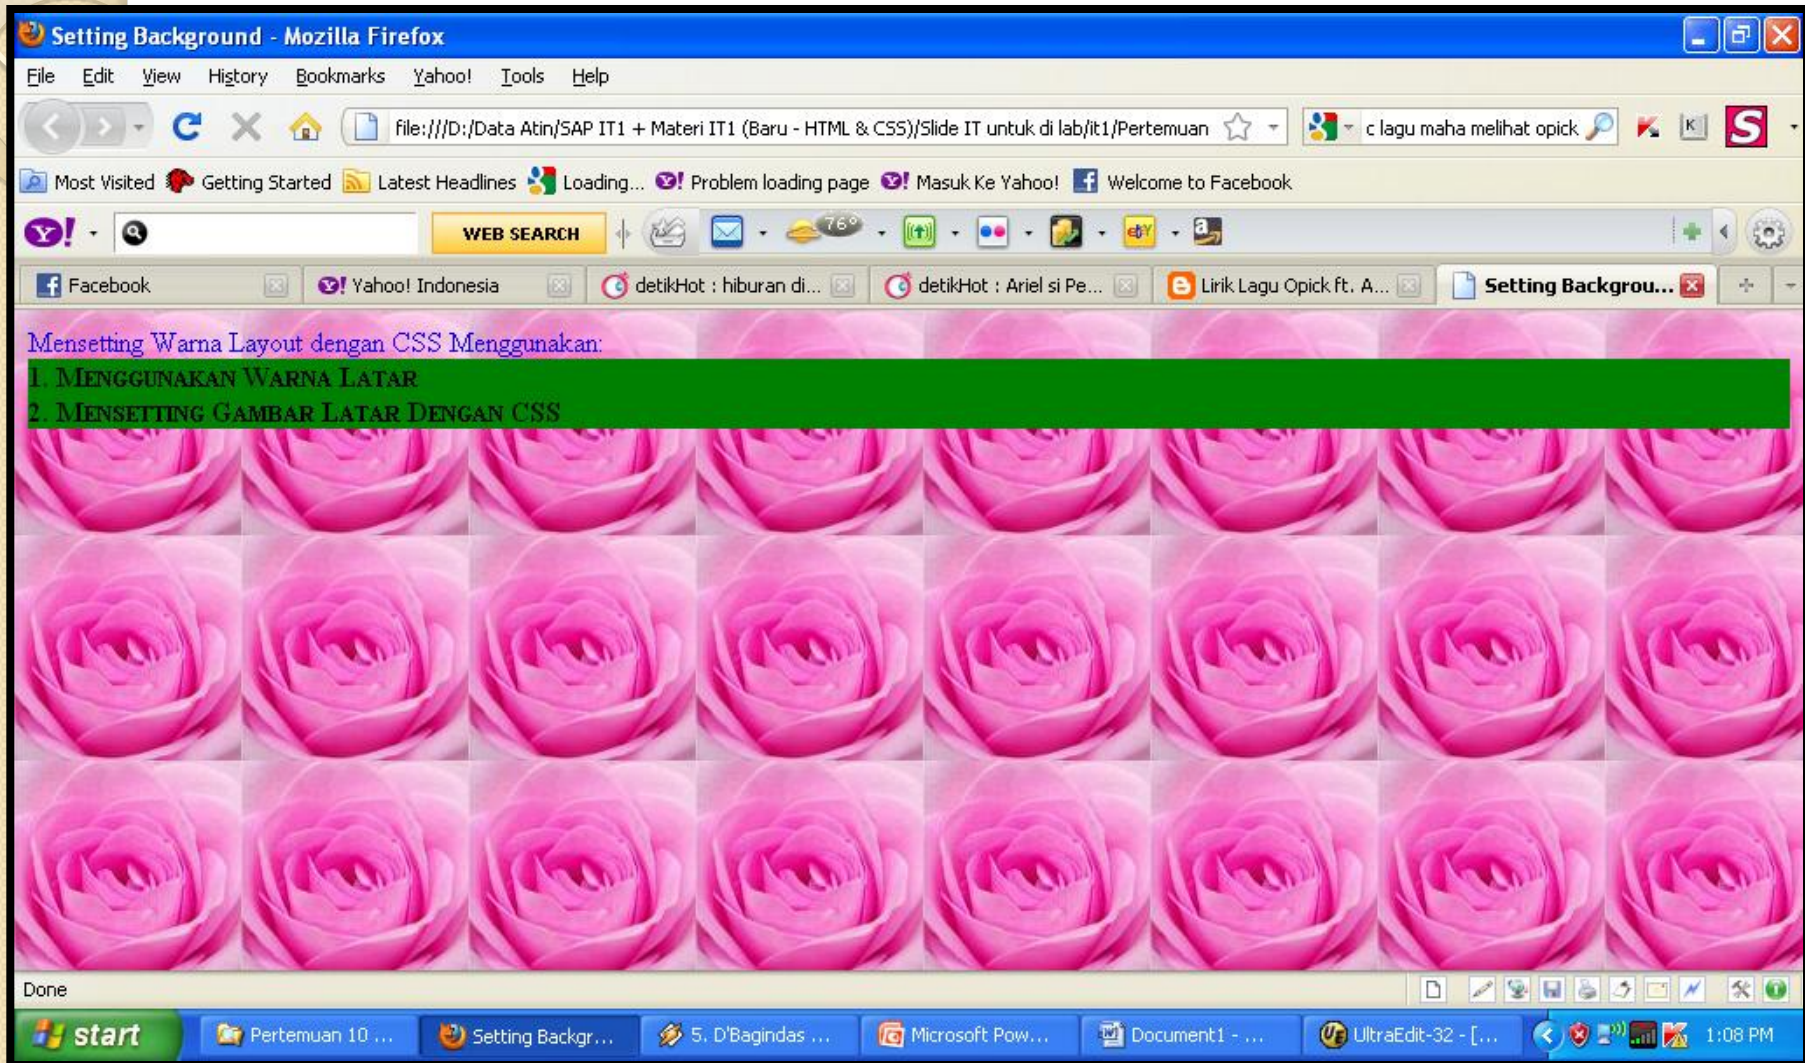 Setting Background - Mozilla Firefox
File Edit View History Bookmarks Yahoo! Tools Help
file:///D:/Data Atin/SAP IT1 + Materi IT1 (Baru - HTML & CSS)/Slide IT untuk di lab/it1/Pertemuan c lagu maha melihat opick K S
Most Visited Getting Started Latest Headlines Loading... Problem loading page Masuk Ke Yahoo! Welcome to Facebook
Y! WEB SEARCH 76° ebY a
Facebook Yahoo! Indonesia detikHot : hiburan di... detikHot : Ariel si Pe... Lirik Lagu Opick ft. A... Setting Backgrou...
Mensetting Warna Layout dengan CSS Menggunakan:
1. Menggunakan Warna Latar
2. Mensetting Gambar Latar Dengan CSS
Done
start Pertemuan 10 ... Setting Backgr... 5. D'Bagindas ... Microsoft Pow... Document1 - ... UltraEdit-32 - [... 1:08 PM